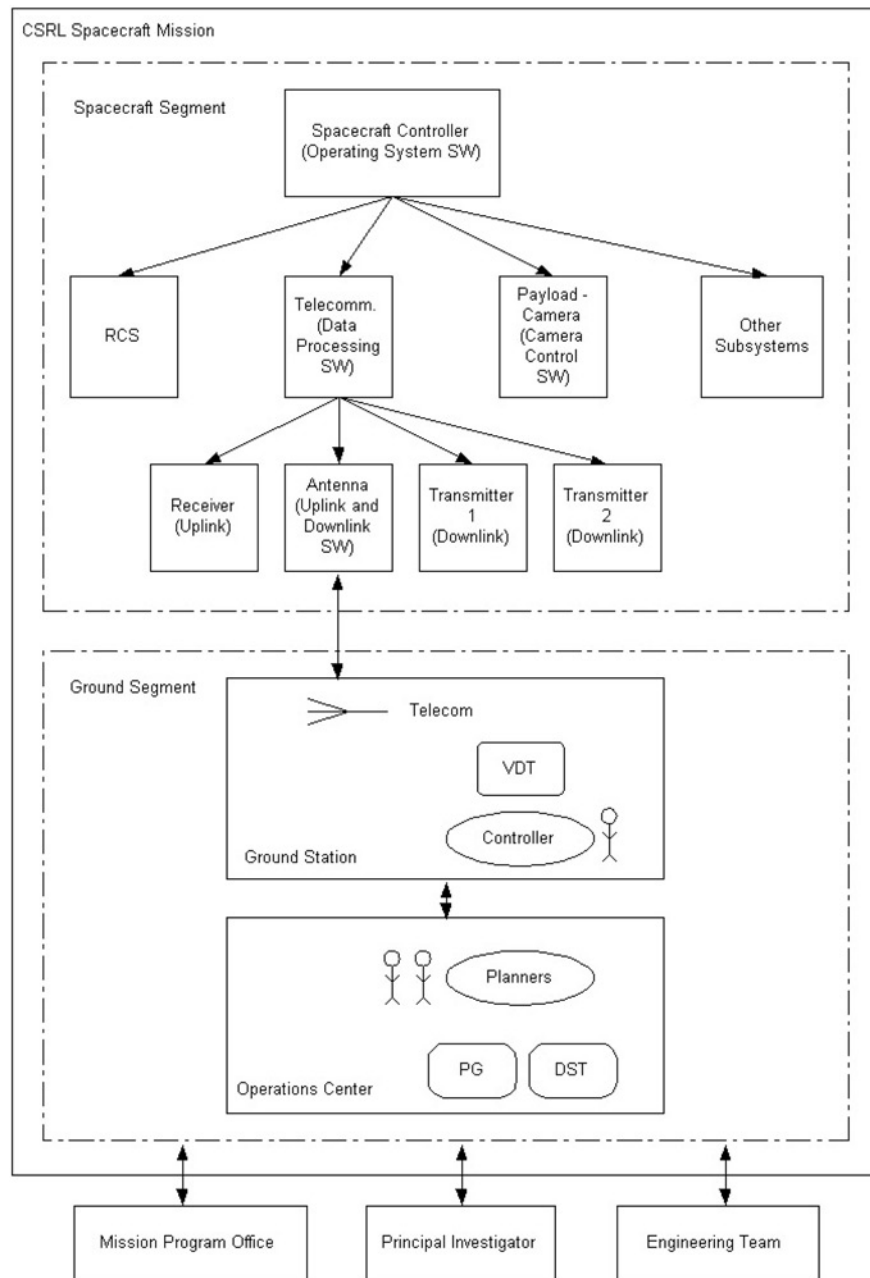 CSRL Spacecraft Mission
Spacecraft Segment
Spacecraft Controller
(Operating System SW)
RCS
Telecomm.
(Data
Processing
SW)
Payload -
Camera
(Camera
Control
SW)
Other
Subsystems
Receiver
(Uplink)
Antenna
(Uplink and
Downlink
SW)
Transmitter
1
(Downlink)
Transmitter
2
(Downlink)
Ground Segment
Telecom
VDT
Controller
Ground Station
Planners
PG
DST
Operations Center
Mission Program Office
Principal Investigator
Engineering Team